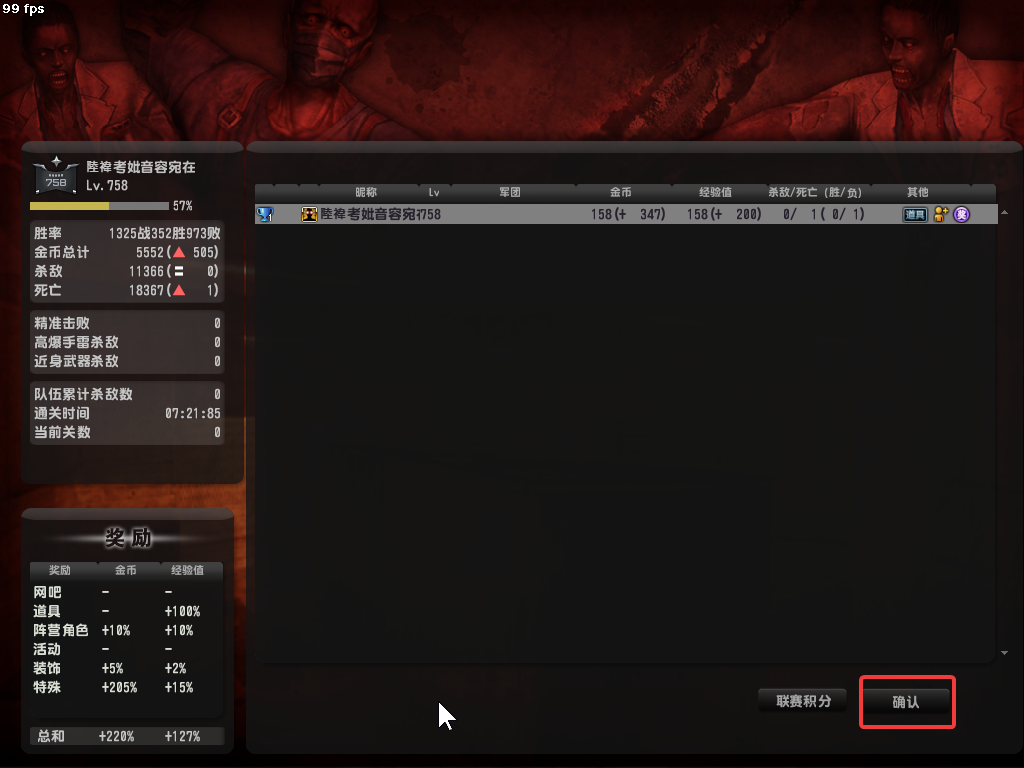 99 fps
758
陸褘考妣音容宛在
Lv. 758
57%
胜率 1325战352胜973败
金币总计 5552(▲ 505)
杀敌 11366(= 0)
死亡 18367(▲ 1)
精准击败 0
高爆手雷杀敌 0
近身武器杀敌 0
队伍累计杀敌数 0
通关时间 07:21:85
当前关数 0
奖励
奖励 金币 经验值
网吧 - -
道具 - +100%
阵营角色 +10% +10%
活动 - -
装饰 +5% +2%
特殊 +205% +15%
总和 +220% +127%
昵称 Lv 军团 金币 经验值 杀敌/死亡 (胜/负) 其他
1 陸褘考妣音容宛 758 158(+ 347) 158(+ 200) 0/ 1( 0/ 1) 道具 奖
联赛积分 确认